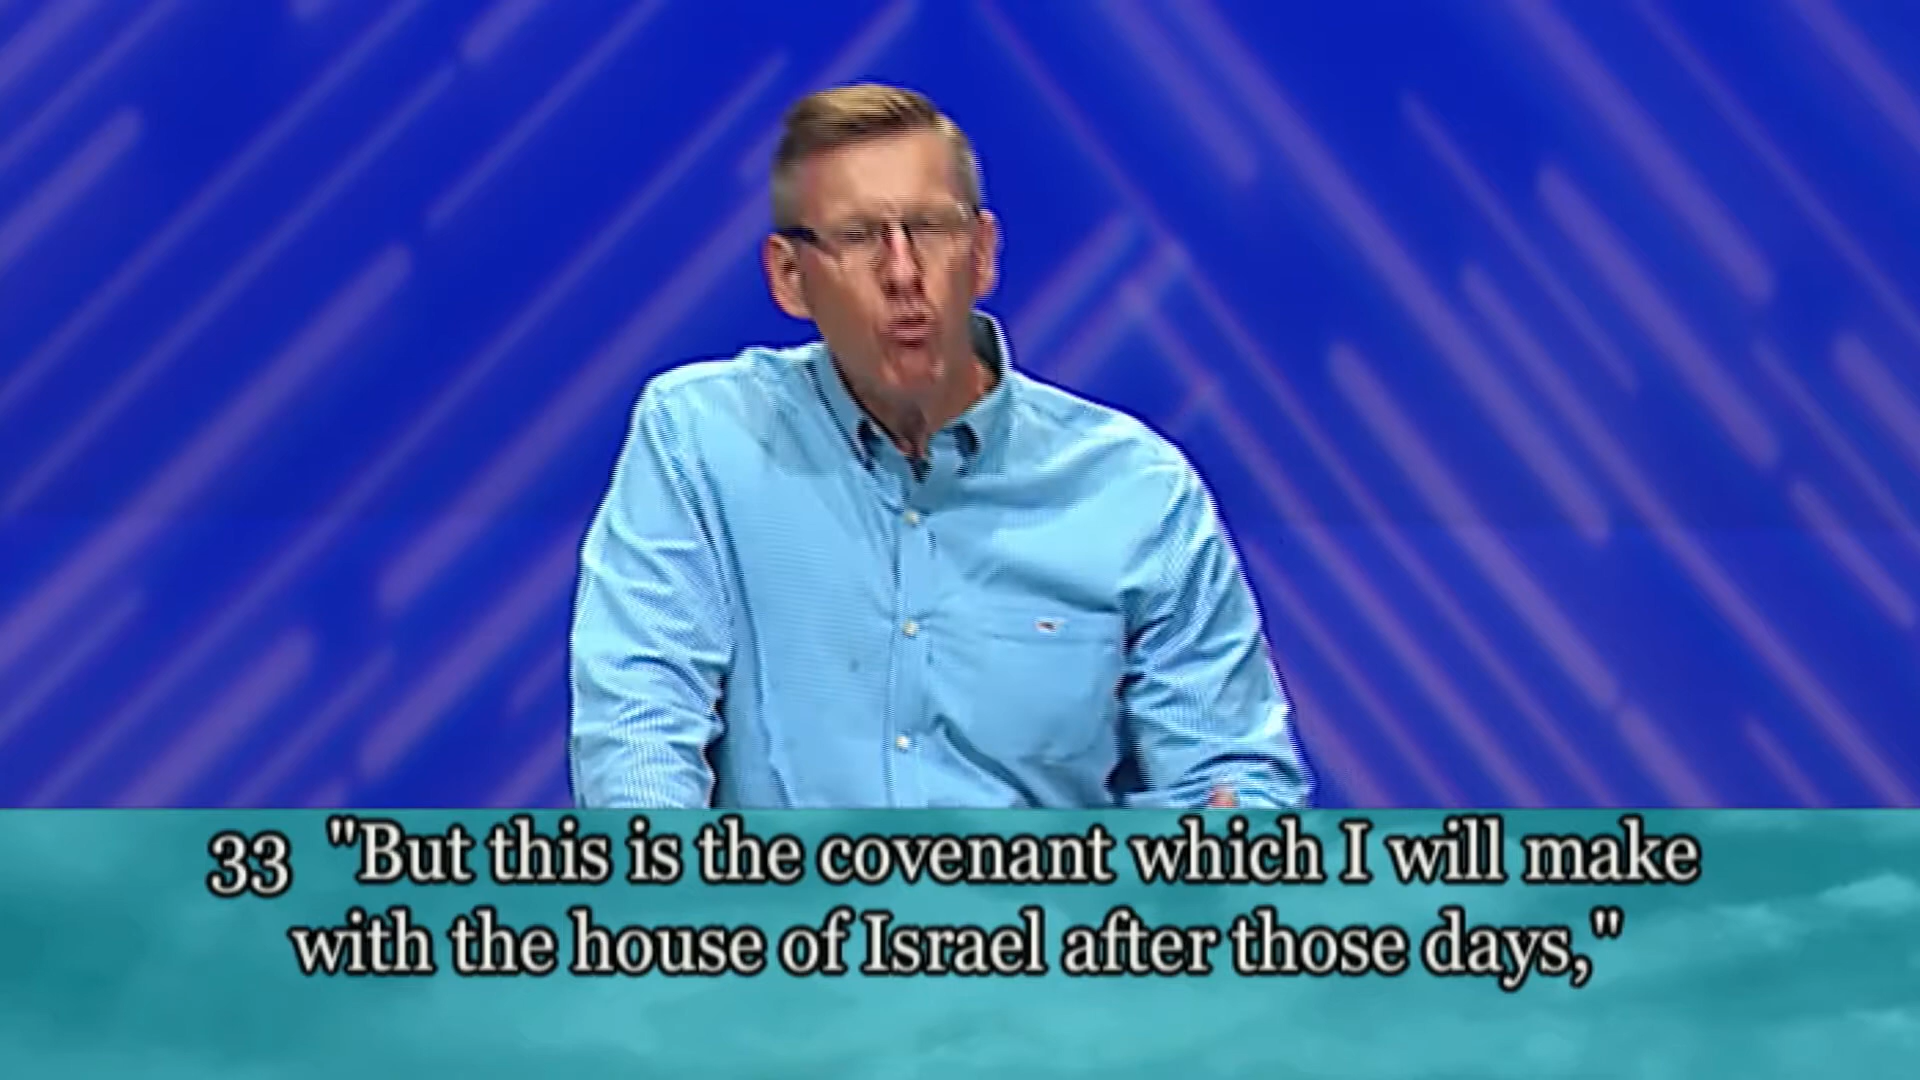 33 "But this is the covenant which I will make
with the house of Israel after those days,"